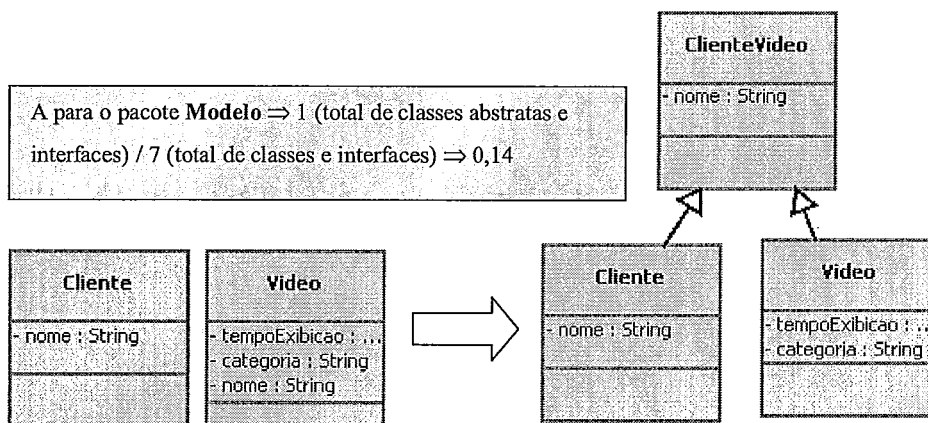 A para o pacote Modelo ⇒ 1 (total de classes abstratas e
interfaces) / 7 (total de classes e interfaces) ⇒ 0,14
ClienteVideo
- nome : String
Cliente
- nome : String
Video
- tempoExibicao : ...
- categoria : String
- nome : String
Cliente
- nome : String
Video
- tempoExibicao : ...
- categoria : String